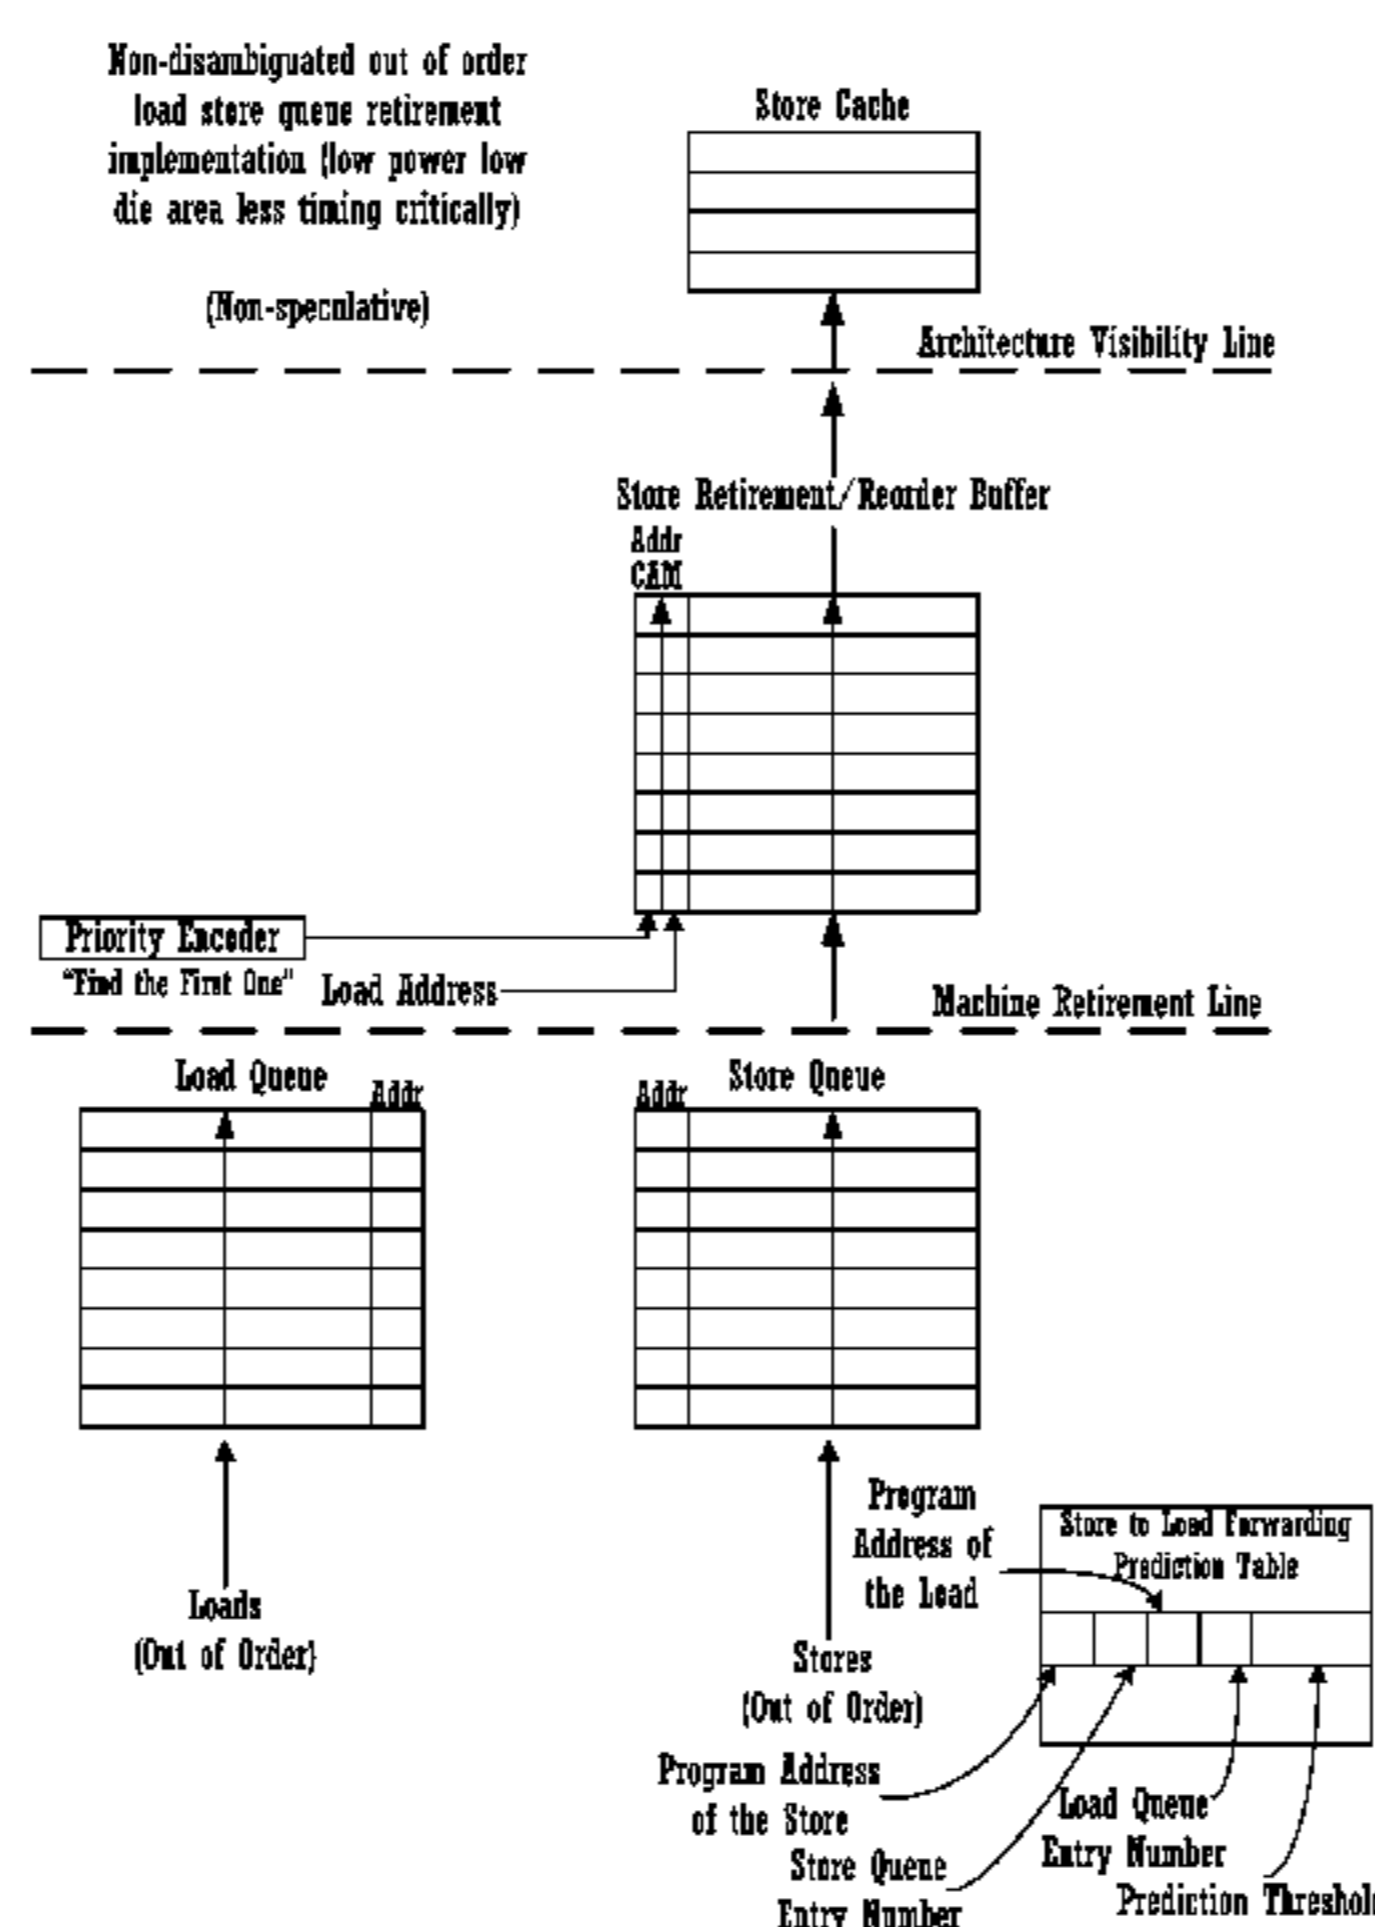 Non-disambiguated out of order
load store queue retirement
implementation (low power low
die area less timing critically)
(Non-speculative)
Store Cache
Architecture Visibility Line
Store Retirement/Reorder Buffer
Addr
CAM
Priority Encoder
"Find the First One"
Load Address
Machine Retirement Line
Load Queue
Addr
Addr
Store Queue
Loads
(Out of Order)
Stores
(Out of Order)
Program
Address of
the Load
Store to Load Forwarding
Prediction Table
Program Address
of the Store
Store Queue
Entry Number
Load Queue
Entry Number
Prediction Threshold